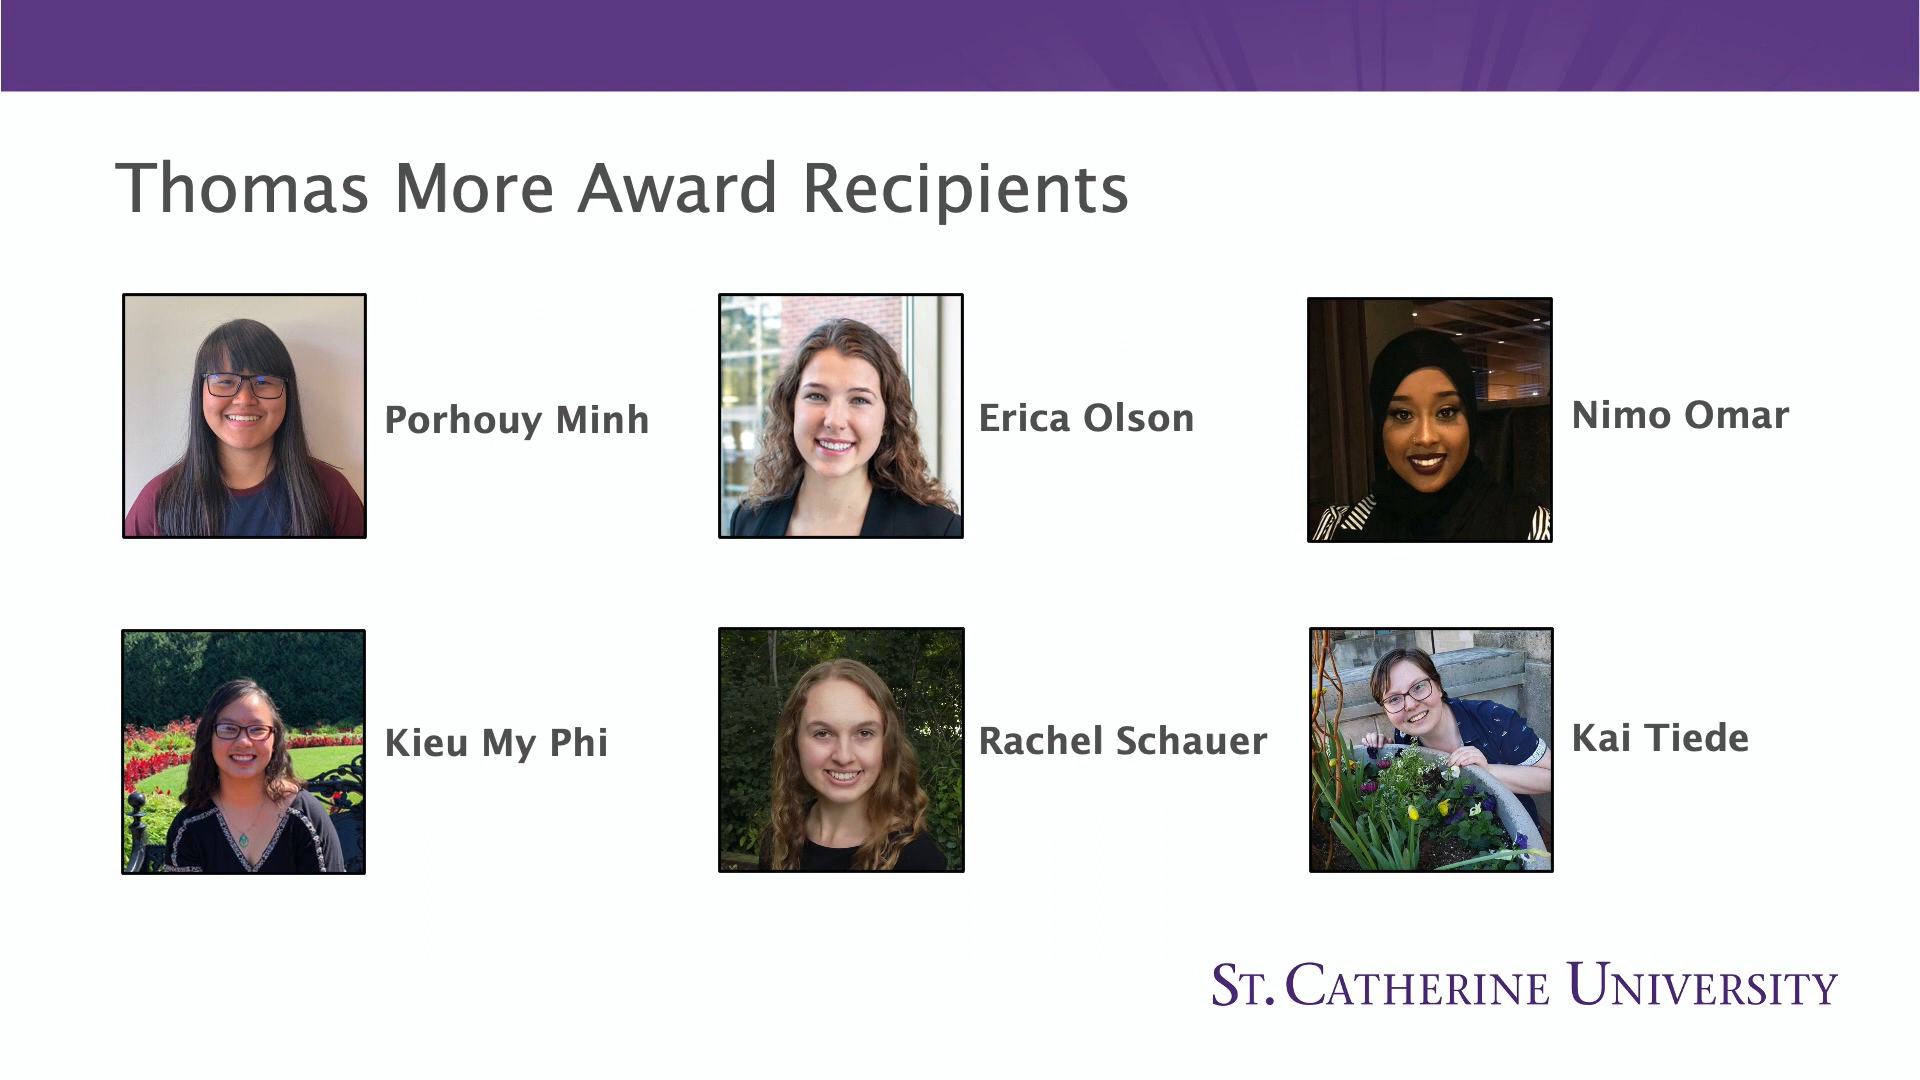 Thomas More Award Recipients
Porhouy Minh
Erica Olson
Nimo Omar
Kieu My Phi
Rachel Schauer
Kai Tiede
ST. CATHERINE UNIVERSITY